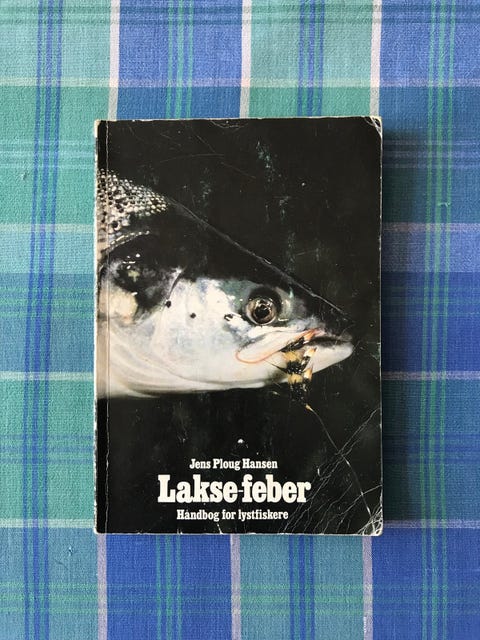 Jens Ploug Hansen
Lakse-feber
Håndbog for lystfiskere